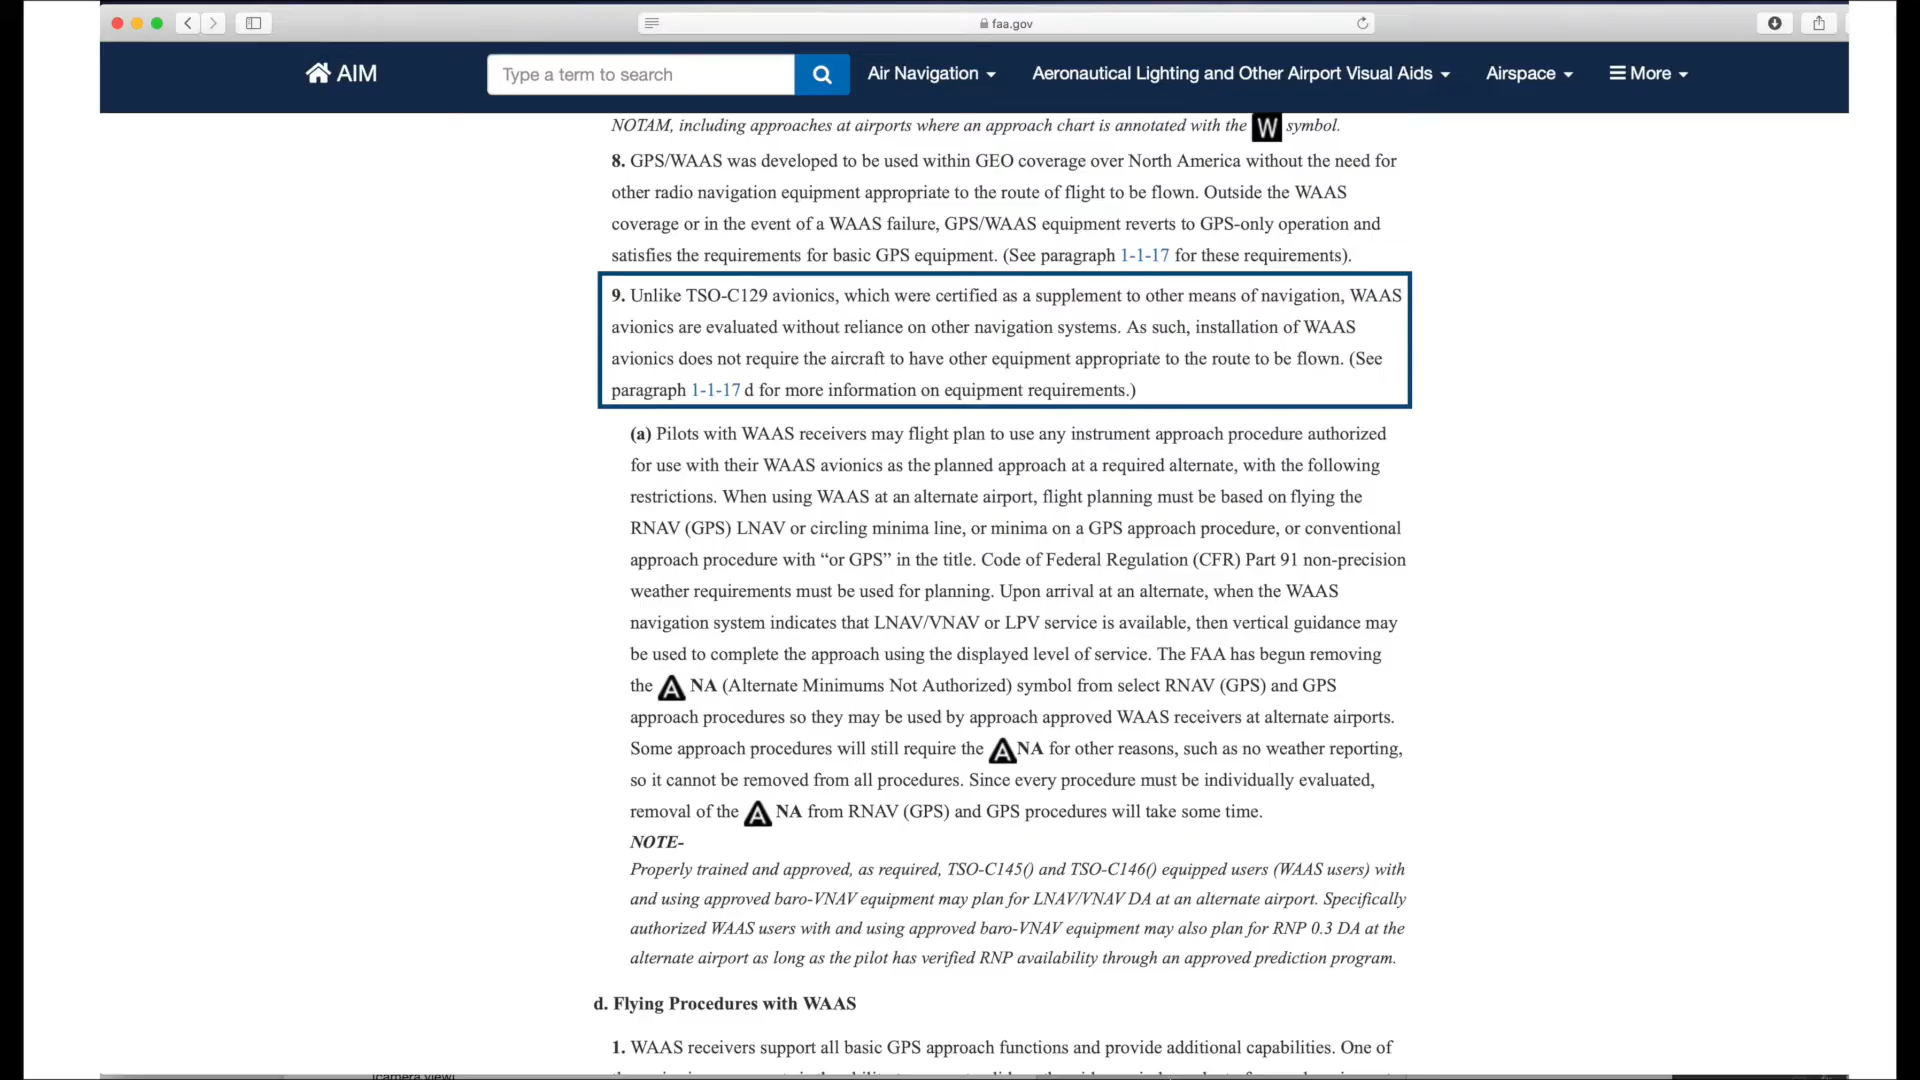 faa.gov
AIM
Type a term to search
Air Navigation
Aeronautical Lighting and Other Airport Visual Aids
Airspace
More
NOTAM, including approaches at airports where an approach chart is annotated with the W symbol.
8. GPS/WAAS was developed to be used within GEO coverage over North America without the need for
other radio navigation equipment appropriate to the route of flight to be flown. Outside the WAAS
coverage or in the event of a WAAS failure, GPS/WAAS equipment reverts to GPS-only operation and
satisfies the requirements for basic GPS equipment. (See paragraph 1-1-17 for these requirements).
9. Unlike TSO-C129 avionics, which were certified as a supplement to other means of navigation, WAAS
avionics are evaluated without reliance on other navigation systems. As such, installation of WAAS
avionics does not require the aircraft to have other equipment appropriate to the route to be flown. (See
paragraph 1-1-17 d for more information on equipment requirements.)
(a) Pilots with WAAS receivers may flight plan to use any instrument approach procedure authorized
for use with their WAAS avionics as the planned approach at a required alternate, with the following
restrictions. When using WAAS at an alternate airport, flight planning must be based on flying the
RNAV (GPS) LNAV or circling minima line, or minima on a GPS approach procedure, or conventional
approach procedure with “or GPS” in the title. Code of Federal Regulation (CFR) Part 91 non-precision
weather requirements must be used for planning. Upon arrival at an alternate, when the WAAS
navigation system indicates that LNAV/VNAV or LPV service is available, then vertical guidance may
be used to complete the approach using the displayed level of service. The FAA has begun removing
the A NA (Alternate Minimums Not Authorized) symbol from select RNAV (GPS) and GPS
approach procedures so they may be used by approach approved WAAS receivers at alternate airports.
Some approach procedures will still require the A NA for other reasons, such as no weather reporting,
so it cannot be removed from all procedures. Since every procedure must be individually evaluated,
removal of the A NA from RNAV (GPS) and GPS procedures will take some time.
NOTE-
Properly trained and approved, as required, TSO-C145() and TSO-C146() equipped users (WAAS users) with
and using approved baro-VNAV equipment may plan for LNAV/VNAV DA at an alternate airport. Specifically
authorized WAAS users with and using approved baro-VNAV equipment may also plan for RNP 0.3 DA at the
alternate airport as long as the pilot has verified RNP availability through an approved prediction program.
d. Flying Procedures with WAAS
1. WAAS receivers support all basic GPS approach functions and provide additional capabilities. One of